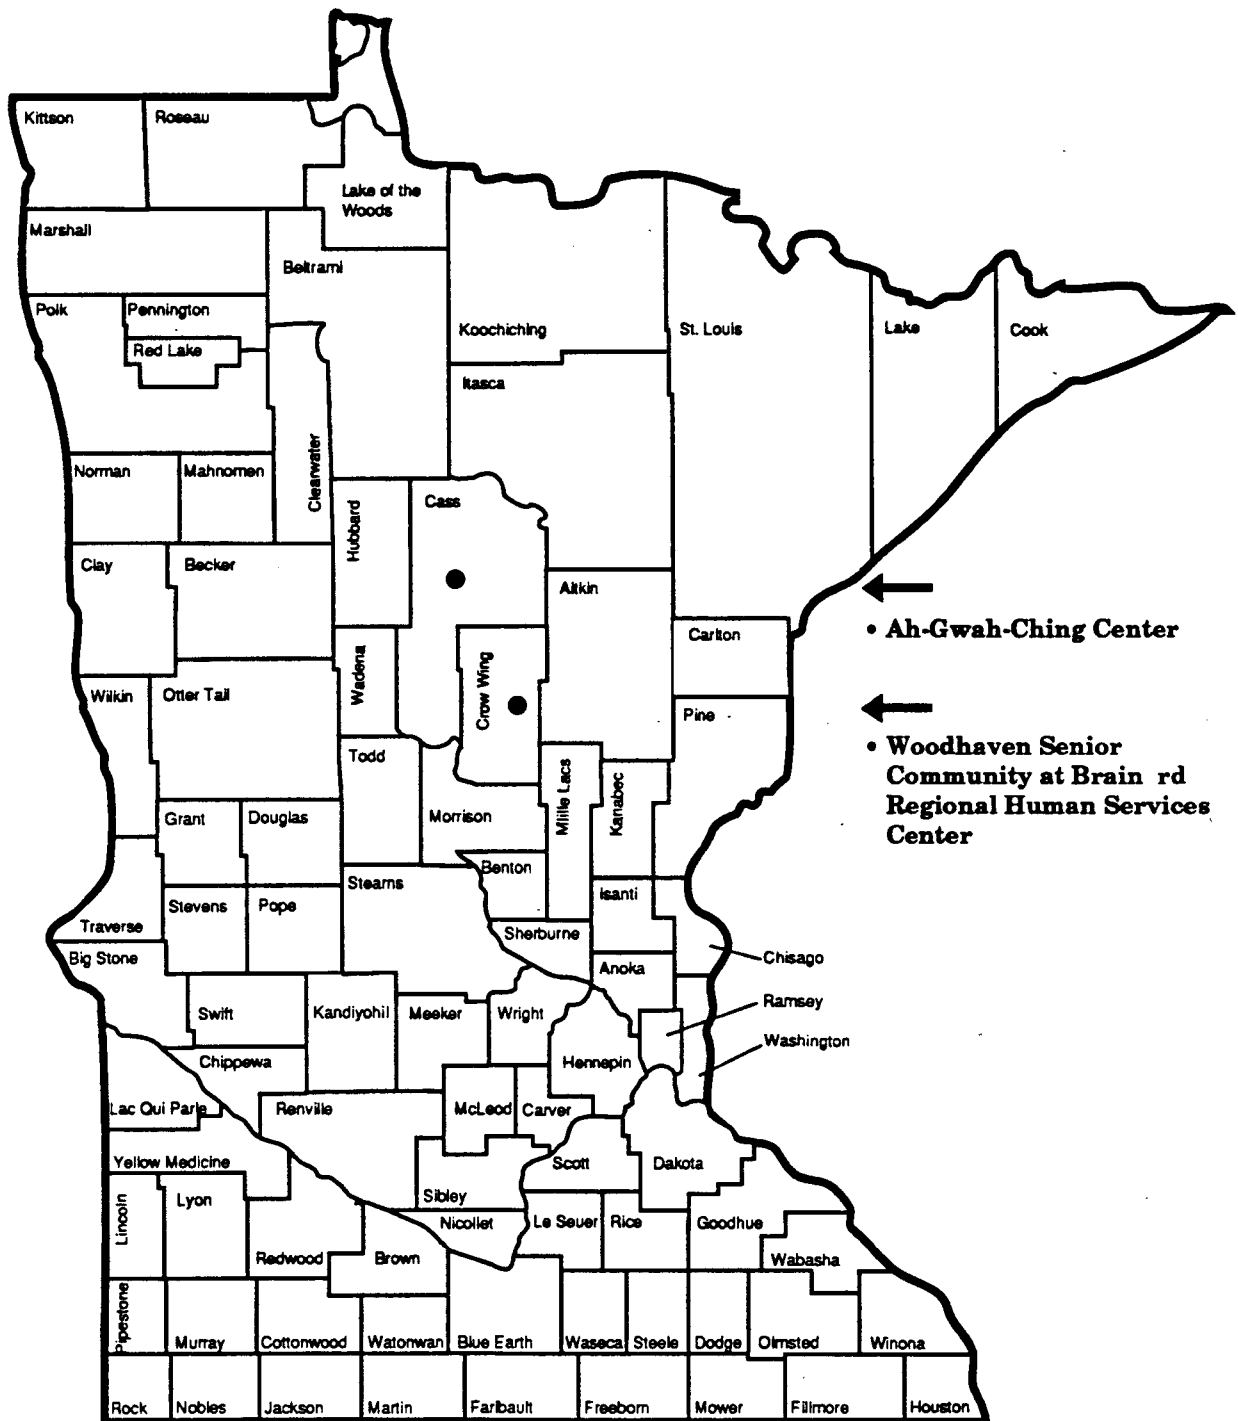 Kittson
Roseau
Lake of the
Woods
Marshall
Beltrami
Polk
Pennington
Red Lake
Koochiching
St. Louis
Lake
Cook
Itasca
Clearwater
Norman
Mahnomen
Hubbard
Cass
Clay
Becker
Aitkin
• Ah-Gwah-Ching Center
Carlton
Wadena
Crow Wing
Wilkin
Otter Tail
Pine
• Woodhaven Senior
Community at Brain rd
Regional Human Services
Center
Todd
Mille Lacs
Kanabec
Grant
Douglas
Morrison
Benton
Stearns
Isanti
Stevens
Pope
Traverse
Sherburne
Big Stone
Chisago
Anoka
Ramsey
Swift
Kandiyohil
Meeker
Wright
Washington
Chippewa
Hennepin
Lac Qui Parle
Renville
McLeod
Carver
Yellow Medicine
Scott
Dakota
Lincoln
Lyon
Sibley
Nicollet
Le Seuer
Rice
Goodhue
Redwood
Brown
Wabasha
Pipestone
Murray
Cottonwood
Watonwan
Blue Earth
Waseca
Steele
Dodge
Olmsted
Winona
Rock
Nobles
Jackson
Martin
Faribault
Freeborn
Mower
Fillmore
Houston